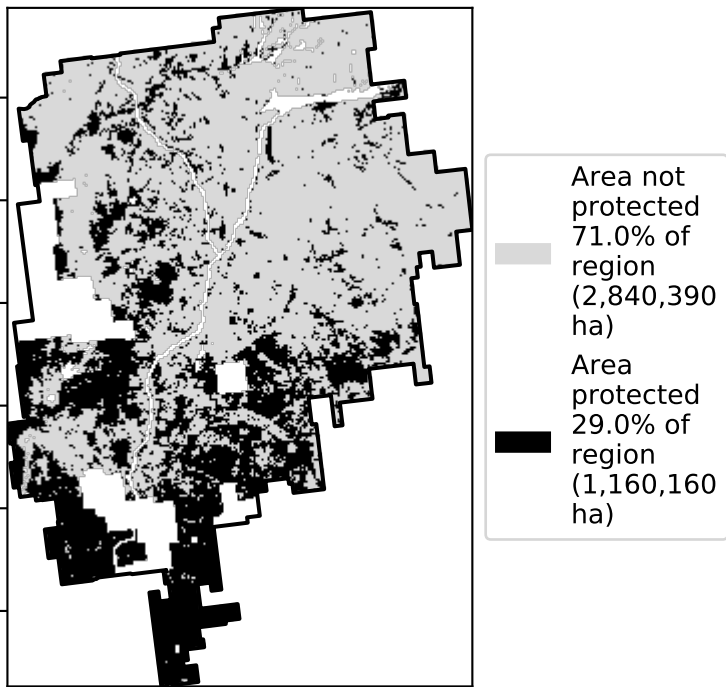 Area not
protected
71.0% of
region
(2,840,390
ha)
Area
protected
29.0% of
region
(1,160,160
ha)